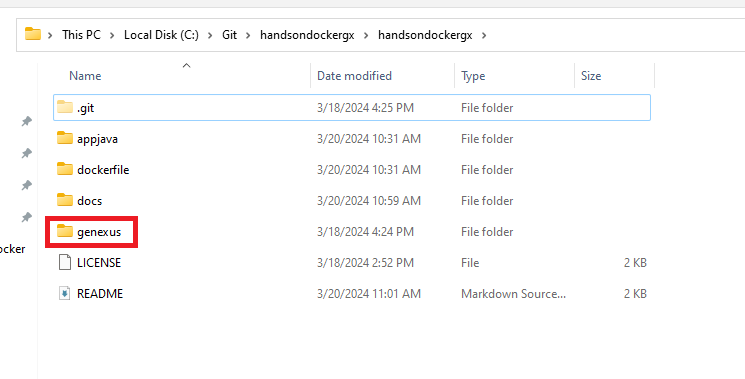 This PC > Local Disk (C:) > Git > handsondockergx > handsondockergx >
Name Date modified Type Size
.git 3/18/2024 4:25 PM File folder
appjava 3/20/2024 10:31 AM File folder
dockerfile 3/20/2024 10:31 AM File folder
docs 3/20/2024 10:59 AM File folder
genexus 3/18/2024 4:24 PM File folder
ocker
LICENSE 3/18/2024 2:52 PM File 2 KB
README 3/20/2024 11:01 AM Markdown Source... 2 KB